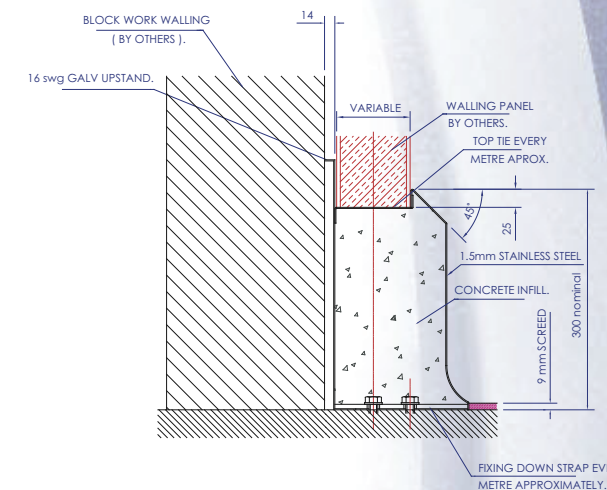 14
BLOCK WORK WALLING
( BY OTHERS ).
16 swg GALV UPSTAND.
VARIABLE
WALLING PANEL
BY OTHERS.
TOP TIE EVERY
METRE APROX.
45°
25
1.5mm STAINLESS STEEL
CONCRETE INFILL.
300 nominal
9 mm SCREED
FIXING DOWN STRAP EVE
METRE APPROXIMATELY.